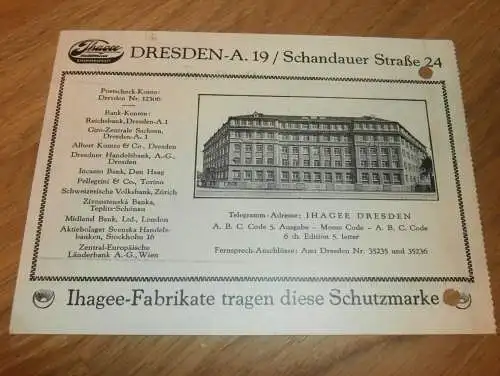 Ihagee
DRESDEN-A. 19 / Schandauer Straße 24
Postscheck-Konto:
Dresden Nr. 12306
Bank-Konten:
Reichsbank, Dresden-A. 1
Giro-Zentrale Sachsen,
Dresden-A. 1
Albert Kuntze & Co., Dresden
Dresdner Handelsbank, A.-G.,
Dresden
Incasso Bank, Den Haag
Pellegrini & Co., Torino
Schweizerische Volksbank, Zürich
Zivnostenska Banka,
Teplitz-Schönau
Midland Bank, Ltd., London
Aktiebolaget Svenska Handels-
banken, Stockholm 16
Zentral-Europäische
Länderbank A.-G., Wien
Telegramm-Adresse: IHAGEE DRESDEN
A. B. C. Code 5. Ausgabe - Mosse Code - A. B. C. Code
6 th. Edition 5. letter
Fernsprech-Anschlüsse: Amt Dresden Nr. 35235 und 35236
Ihagee-Fabrikate tragen diese Schutzmarke